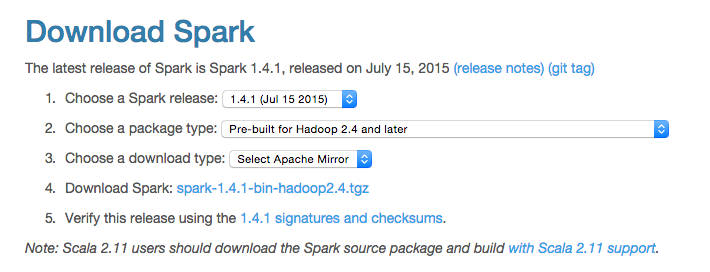 Download Spark
The latest release of Spark is Spark 1.4.1, released on July 15, 2015 (release notes) (git tag)
1. Choose a Spark release: 1.4.1 (Jul 15 2015)
2. Choose a package type: Pre-built for Hadoop 2.4 and later
3. Choose a download type: Select Apache Mirror
4. Download Spark: spark-1.4.1-bin-hadoop2.4.tgz
5. Verify this release using the 1.4.1 signatures and checksums.
Note: Scala 2.11 users should download the Spark source package and build with Scala 2.11 support.